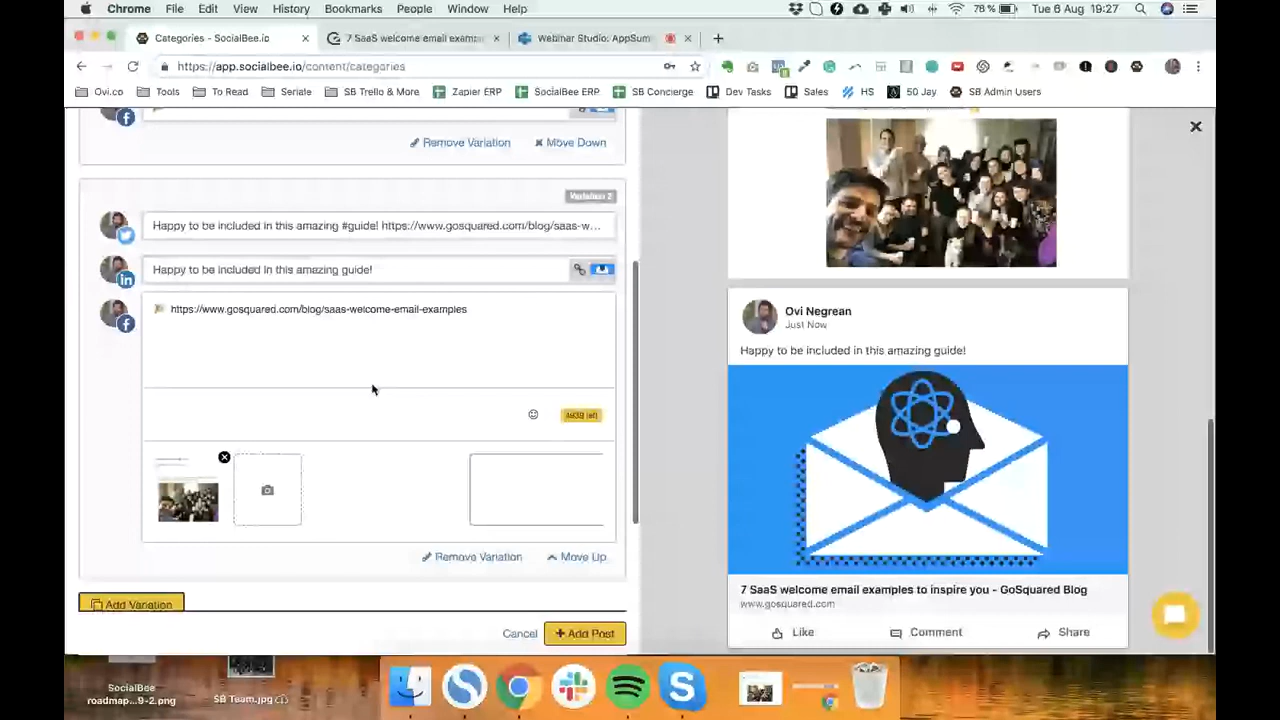 Chrome File Edit View History Bookmarks People Window Help 78% Tue 6 Aug 19:27
Categories - SocialBee.io
7 SaaS welcome email examp
Webinar Studio: AppSum
https://app.socialbee.io/content/categories
Ovi.co Tools To Read Seriale SB Trello & More Zapier ERP SocialBee ERP SB Concierge Dev Tasks Sales HS 50 Jay SB Admin Users
Remove Variation Move Down
Variation 2
Happy to be included in this amazing #guide! https://www.gosquared.com/blog/saas-w...
Happy to be included in this amazing guide!
https://www.gosquared.com/blog/saas-welcome-email-examples
Remove Variation Move Up
Add Variation
Cancel + Add Post
Ovi Negrean
Just Now
Happy to be included in this amazing guide!
7 SaaS welcome email examples to inspire you - GoSquared Blog
www.gosquared.com
Like Comment Share
SocialBee
roadmap...9-2.png
SB Team.jpg